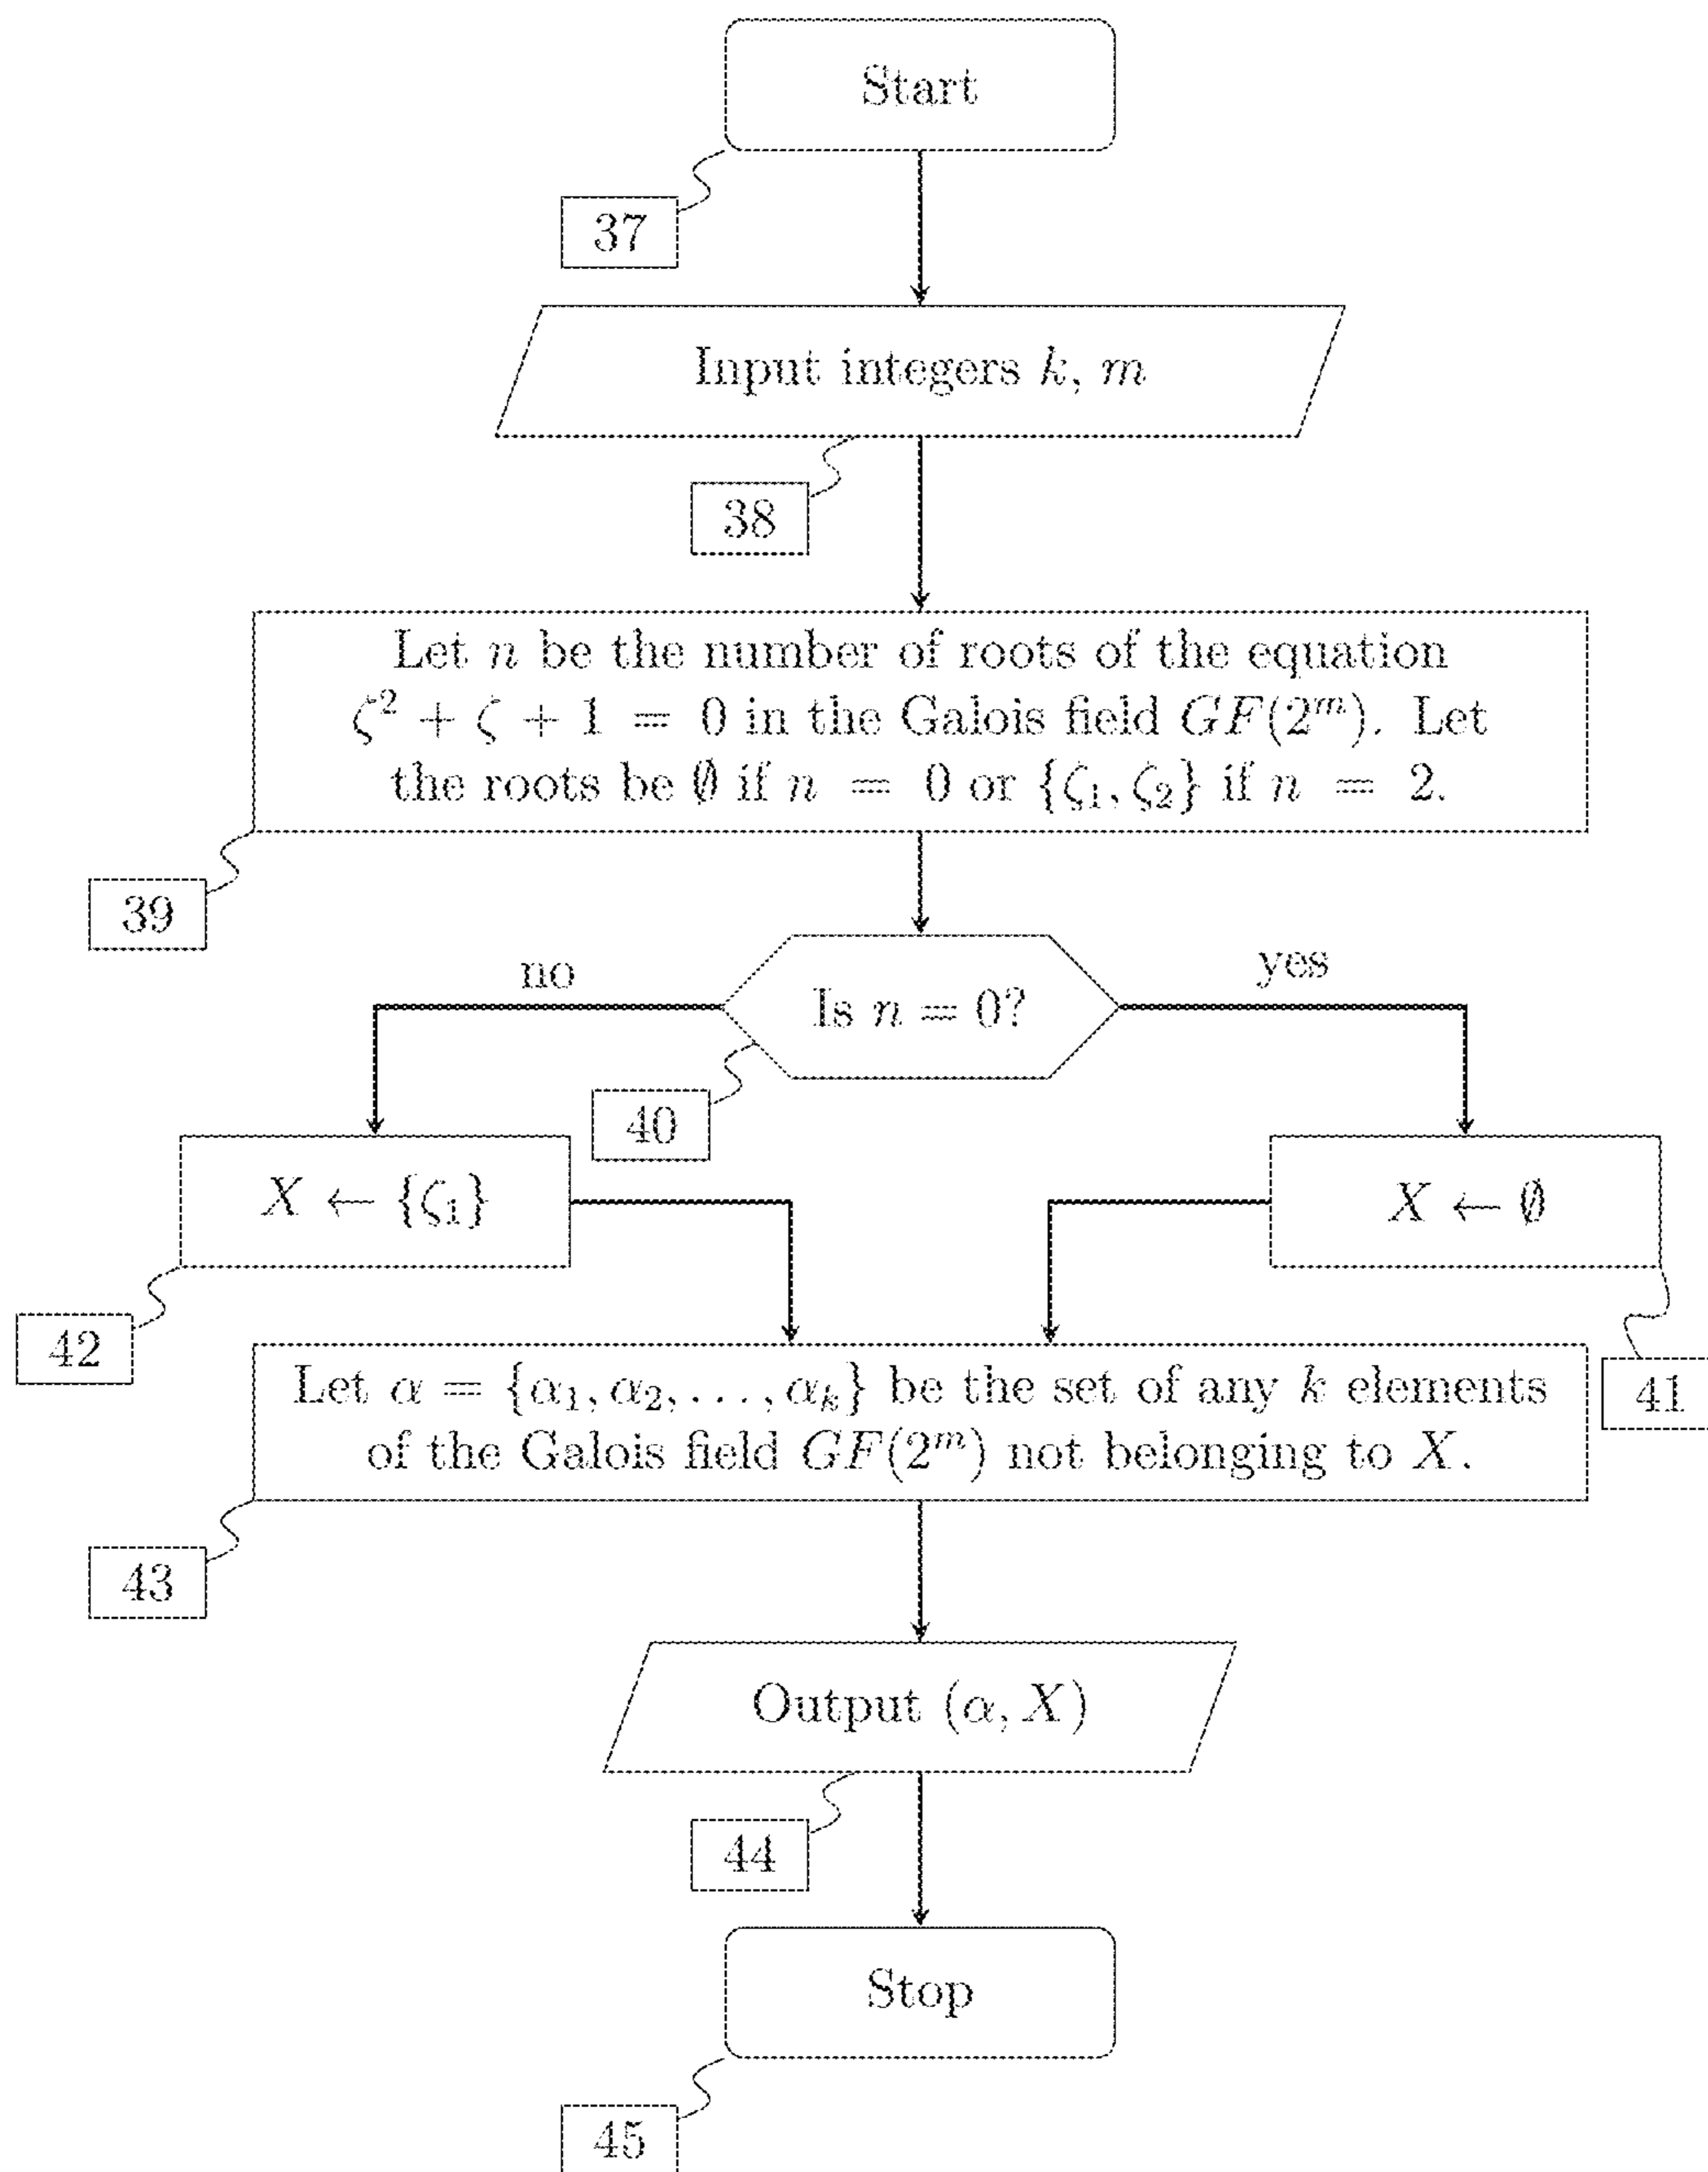 Start
37
Input integers k, m
38
Let n be the number of roots of the equation
ζ² + ζ + 1 = 0 in the Galois field GF(2ᵐ). Let
the roots be ∅ if n = 0 or {ζ₁, ζ₂} if n = 2.
39
no
yes
Is n = 0?
40
X ← {ζ₁}
X ← ∅
42
41
Let α = {α₁, α₂, . . . , αₖ} be the set of any k elements
of the Galois field GF(2ᵐ) not belonging to X.
43
Output (α, X)
44
Stop
45